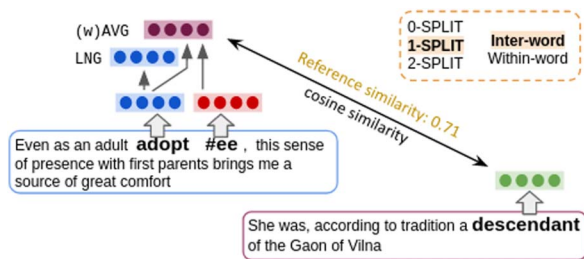 (w)AVG
LNG
0-SPLIT
1-SPLIT
2-SPLIT
Inter-word
Within-word
Reference similarity: 0.71
cosine similarity
Even as an adult adopt #ee , this sense
of presence with first parents brings me a
source of great comfort
She was, according to tradition a descendant
of the Gaon of Vilna